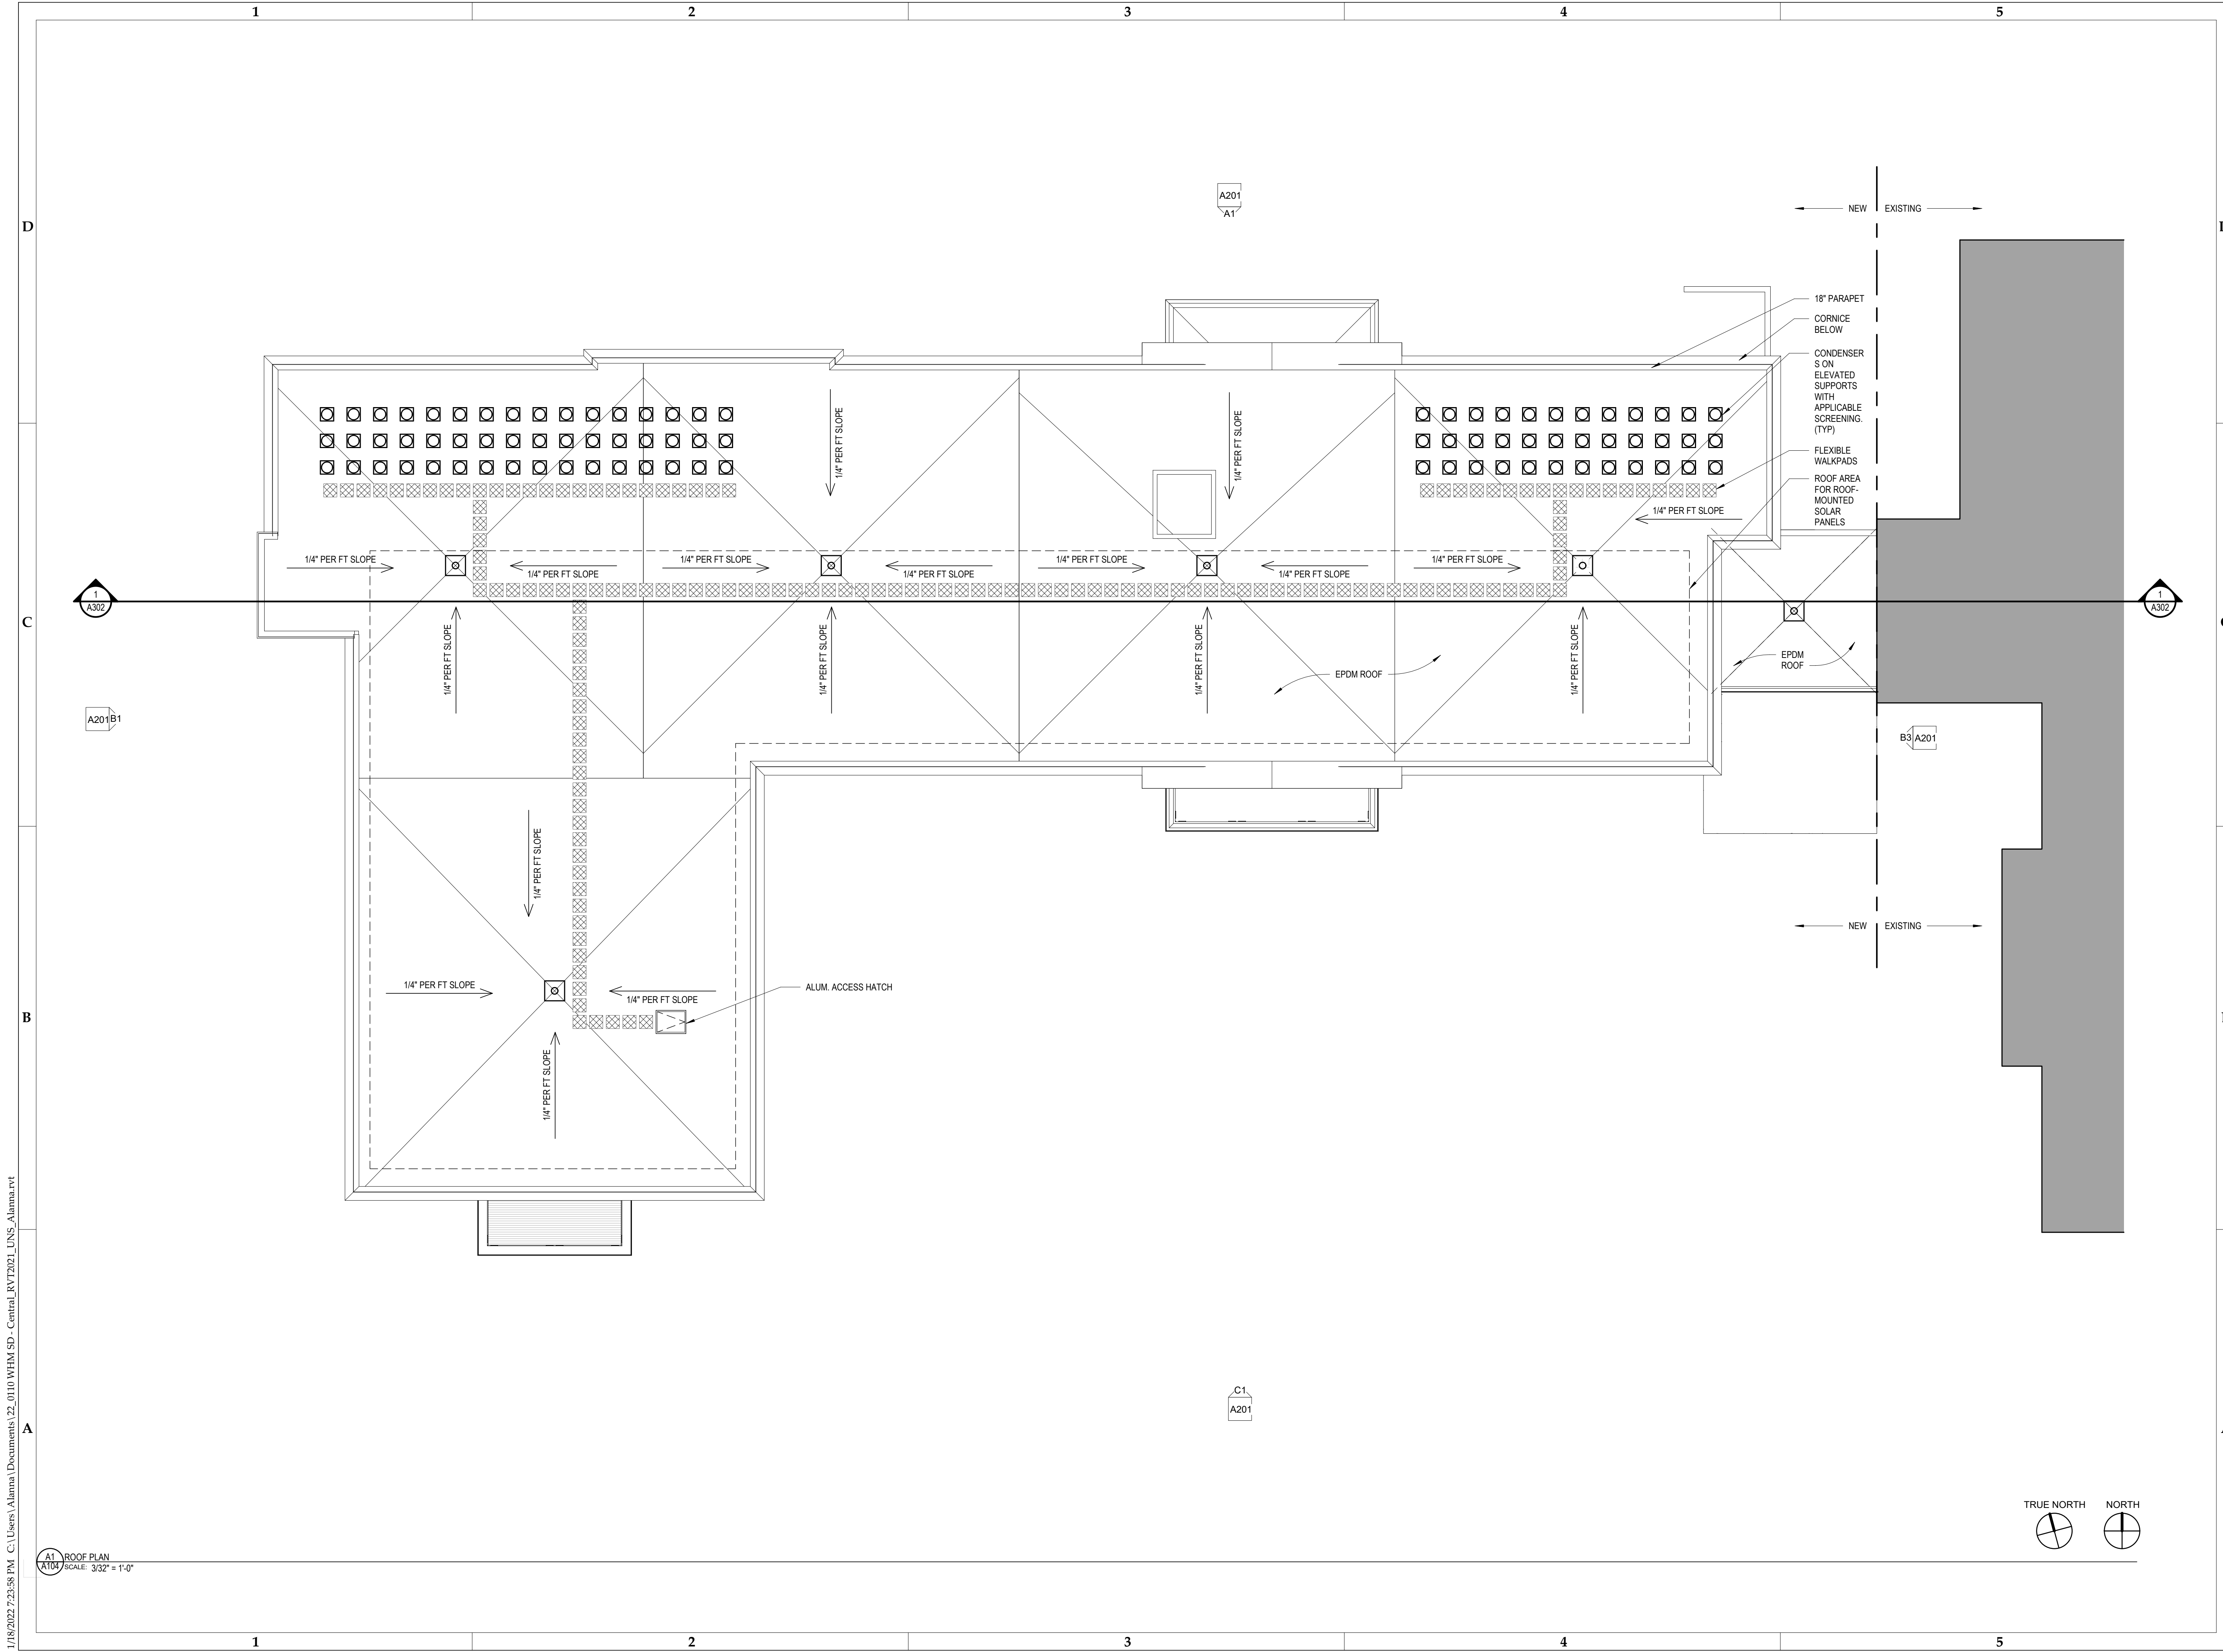 1
2
3
4
5
D
C
B
A
A201
A1
NEW
EXISTING
18" PARAPET
CORNICE
BELOW
CONDENSER
S ON
ELEVATED
SUPPORTS
WITH
APPLICABLE
SCREENING.
(TYP)
FLEXIBLE
WALKPADS
ROOF AREA
FOR ROOF-
MOUNTED
SOLAR
PANELS
1/4" PER FT SLOPE
1/4" PER FT SLOPE
1/4" PER FT SLOPE
1/4" PER FT SLOPE
1/4" PER FT SLOPE
1/4" PER FT SLOPE
1/4" PER FT SLOPE
1/4" PER FT SLOPE
1/4" PER FT SLOPE
1/4" PER FT SLOPE
1
A302
1
A302
1/4" PER FT SLOPE
1/4" PER FT SLOPE
1/4" PER FT SLOPE
1/4" PER FT SLOPE
EPDM ROOF
EPDM
ROOF
A201
B1
B3
A201
1/4" PER FT SLOPE
NEW
EXISTING
1/4" PER FT SLOPE
1/4" PER FT SLOPE
ALUM. ACCESS HATCH
1/4" PER FT SLOPE
C1
A201
TRUE NORTH
NORTH
A1
A104
ROOF PLAN
SCALE: 3/32" = 1'-0"
1/18/2022 7:23:58 PM C:\Users\Alanna\Documents\22_0110 WHM SD - Central_RVT2021_UNS_Alanna.rvt
1
2
3
4
5